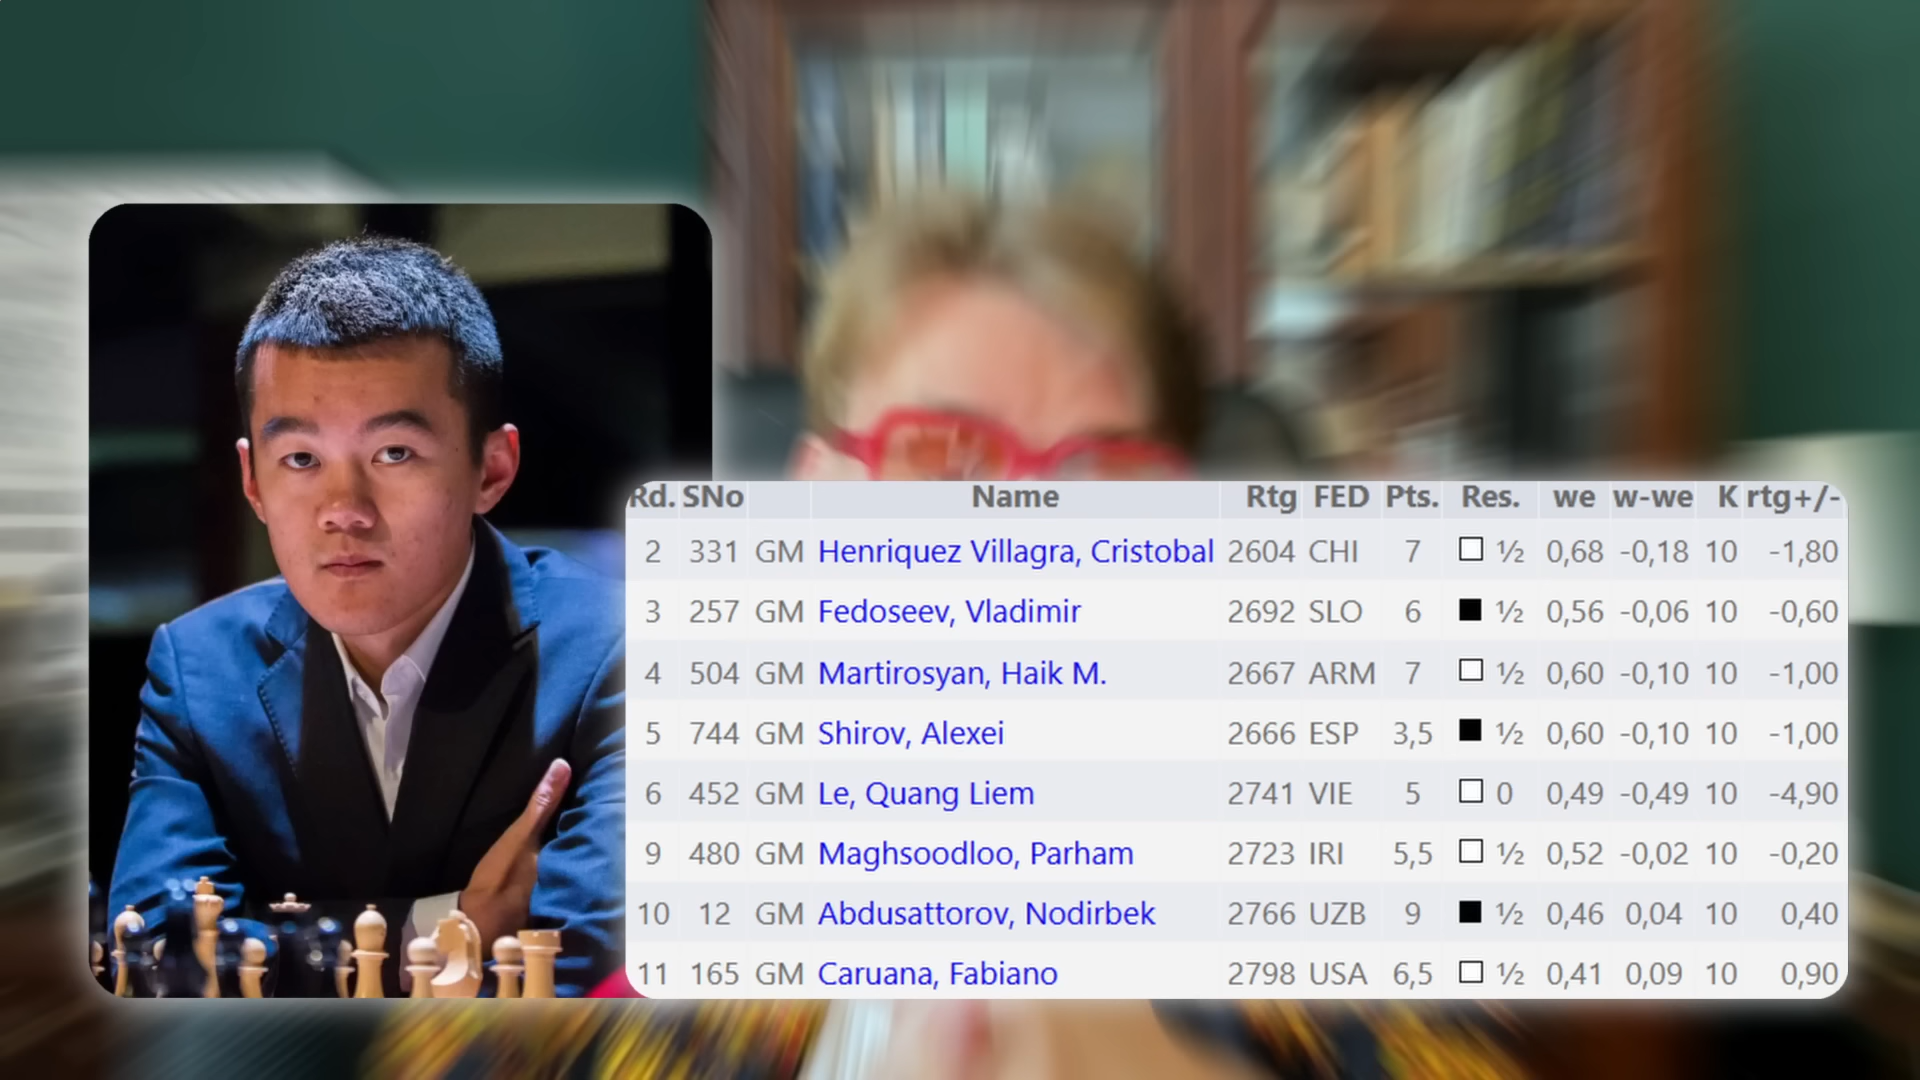 Rd. SNo Name Rtg FED Pts. Res. we w-we K rtg+/-
2 331 GM Henriquez Villagra, Cristobal 2604 CHI 7 ½ 0,68 -0,18 10 -1,80
3 257 GM Fedoseev, Vladimir 2692 SLO 6 ½ 0,56 -0,06 10 -0,60
4 504 GM Martirosyan, Haik M. 2667 ARM 7 ½ 0,60 -0,10 10 -1,00
5 744 GM Shirov, Alexei 2666 ESP 3,5 ½ 0,60 -0,10 10 -1,00
6 452 GM Le, Quang Liem 2741 VIE 5 0 0,49 -0,49 10 -4,90
9 480 GM Maghsoodloo, Parham 2723 IRI 5,5 ½ 0,52 -0,02 10 -0,20
10 12 GM Abdusattorov, Nodirbek 2766 UZB 9 ½ 0,46 0,04 10 0,40
11 165 GM Caruana, Fabiano 2798 USA 6,5 ½ 0,41 0,09 10 0,90